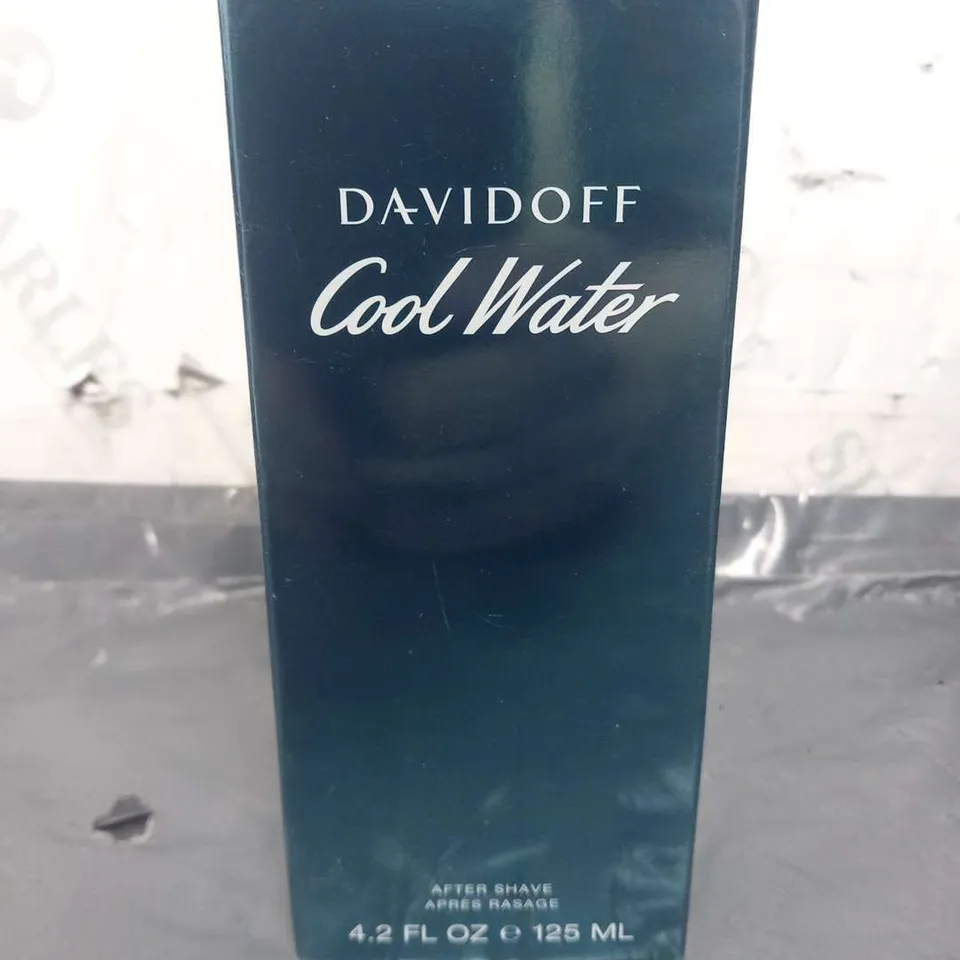 DAVIDOFF
Cool Water
AFTER SHAVE
APRÈS RASAGE
4.2 FL OZ ℮ 125 ML